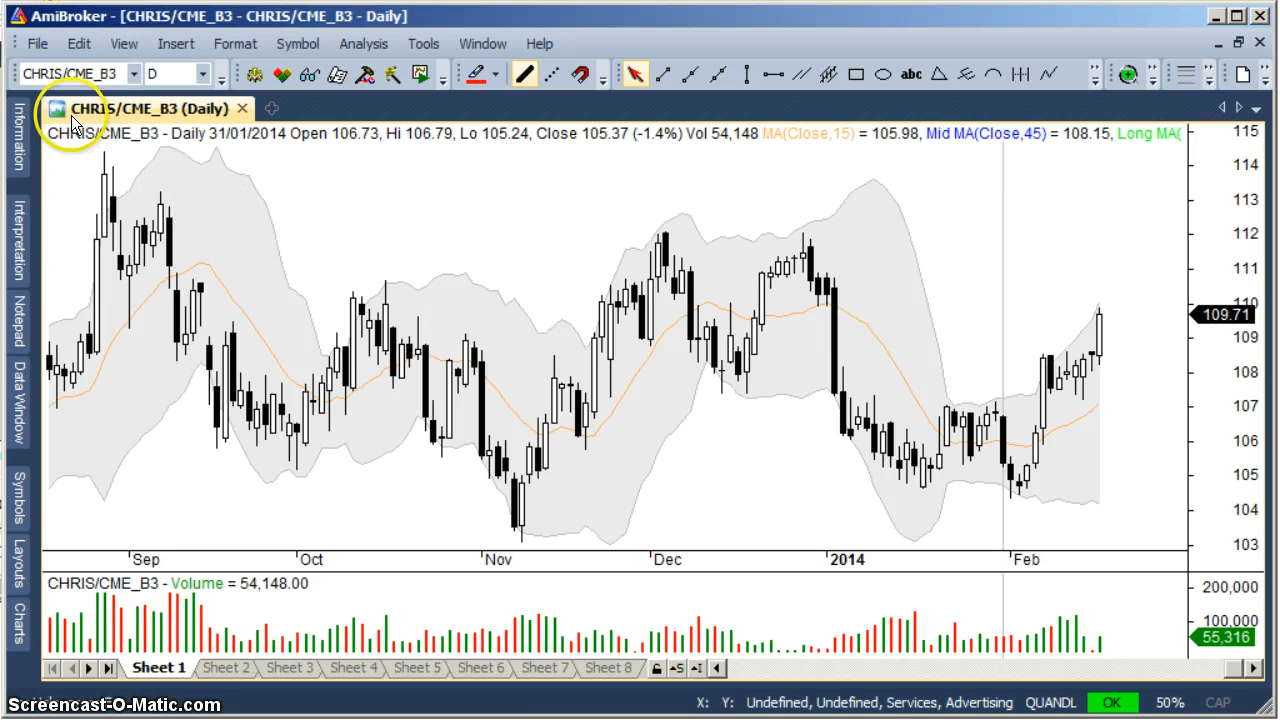 AmiBroker - [CHRIS/CME_B3 - CHRIS/CME_B3 - Daily]
File Edit View Insert Format Symbol Analysis Tools Window Help
CHRIS/CME_B3 D abc
CHRIS/CME_B3 (Daily)
CHRIS/CME_B3 - Daily 31/01/2014 Open 106.73, Hi 106.79, Lo 105.24, Close 105.37 (-1.4%) Vol 54,148 MA(Close,15) = 105.98, Mid MA(Close,45) = 108.15, Long MA(
Information
Interpretation
Notepad
Data Window
Symbols
Layouts
Charts
115
114
113
112
111
110
109.71
109
108
107
106
105
104
103
Sep Oct Nov Dec 2014 Feb
CHRIS/CME_B3 - Volume = 54,148.00
200,000
100,000
55,316
Sheet 1 Sheet 2 Sheet 3 Sheet 4 Sheet 5 Sheet 6 Sheet 7 Sheet 8 S I
X: Y: Undefined, Undefined, Services, Advertising QUANDL OK 50% CAP
Screencast-O-Matic.com